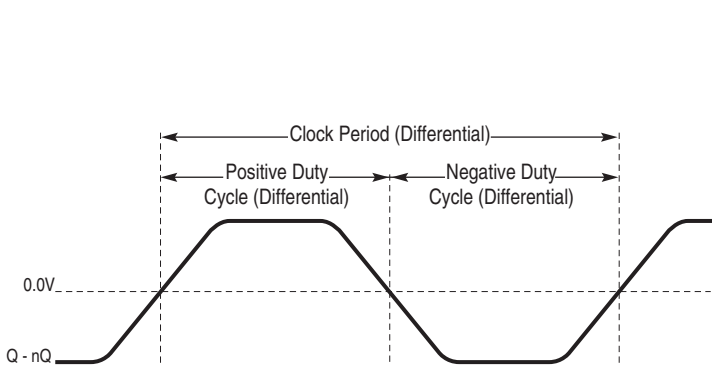 Clock Period (Differential)
Positive Duty
Cycle (Differential)
Negative Duty
Cycle (Differential)
0.0V
Q - nQ